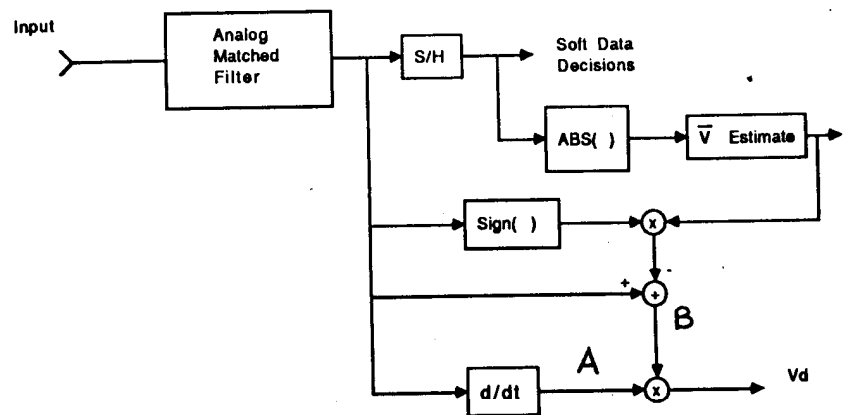 Input
Analog
Matched
Filter
S/H
Soft Data
Decisions
ABS( )
V̅ Estimate
Sign( )
x
-
+
+
B
A
d/dt
x
Vd